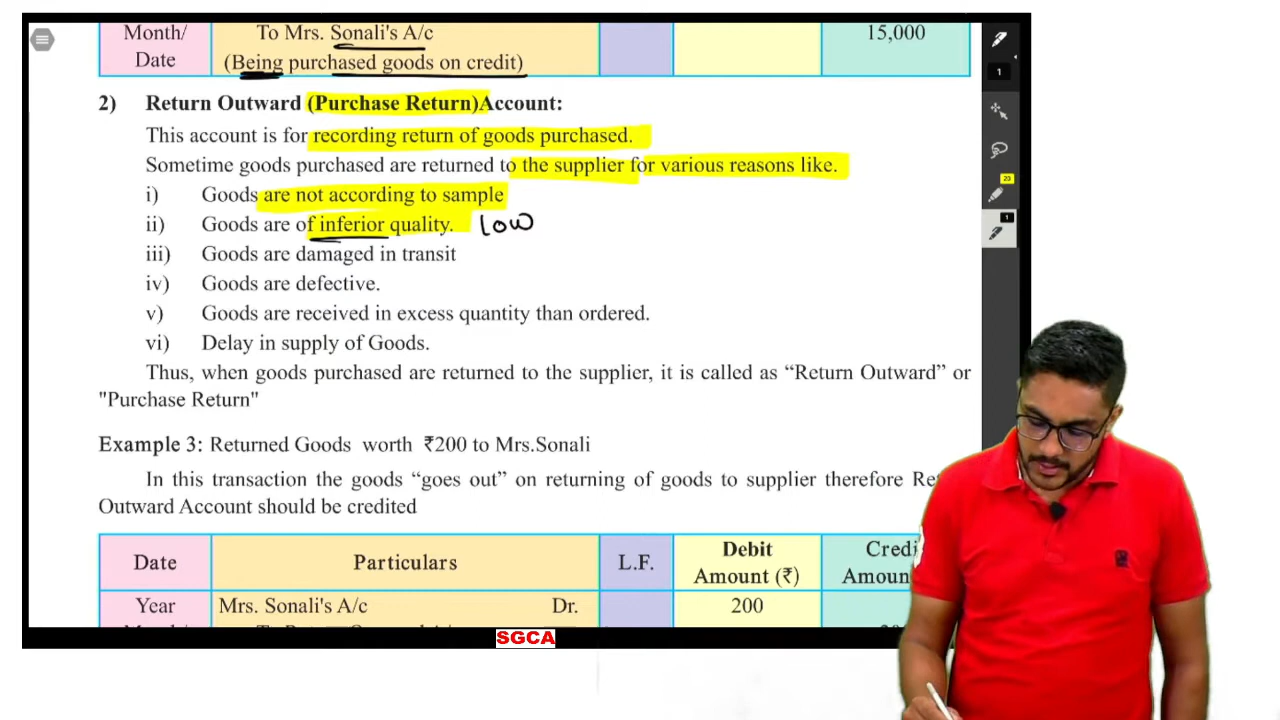 Month/ To Mrs. Sonali's A/c 15,000
Date (Being purchased goods on credit)
1
2) Return Outward (Purchase Return)Account:
This account is for recording return of goods purchased.
Sometime goods purchased are returned to the supplier for various reasons like.
23
i) Goods are not according to sample
ii) Goods are of inferior quality. low
1
iii) Goods are damaged in transit
iv) Goods are defective.
v) Goods are received in excess quantity than ordered.
vi) Delay in supply of Goods.
Thus, when goods purchased are returned to the supplier, it is called as “Return Outward” or
"Purchase Return"
Example 3: Returned Goods worth ₹200 to Mrs.Sonali
In this transaction the goods “goes out” on returning of goods to supplier therefore
Outward Account should be credited
Date Particulars L.F. Debit Amount (₹) Amoun
Year Mrs. Sonali's A/c Dr. 200
SGCA